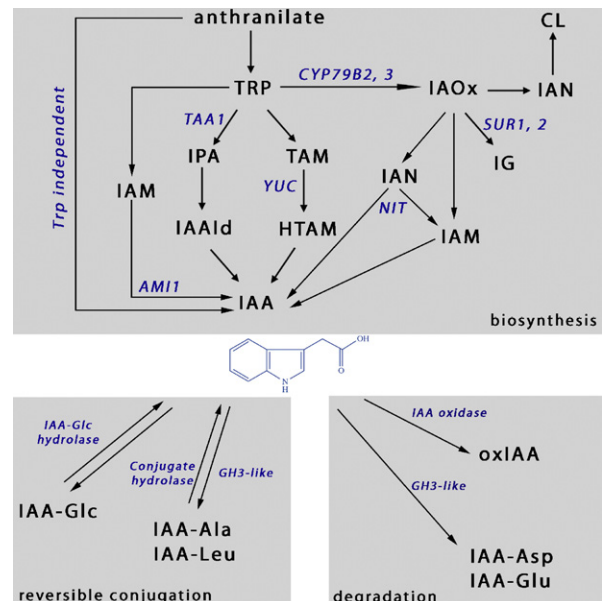 anthranilate
CL
Trp independent
TRP
CYP79B2, 3
IAOx
IAN
TAA1
SUR1, 2
IPA
TAM
IG
IAM
YUC
IAN
NIT
IAAld
HTAM
IAM
AMI1
IAA
biosynthesis
OH
O
N
H
IAA-Glc
hydrolase
Conjugate
hydrolase
GH3-like
IAA-Glc
IAA-Ala
IAA-Leu
reversible conjugation
IAA oxidase
oxIAA
GH3-like
IAA-Asp
IAA-Glu
degradation